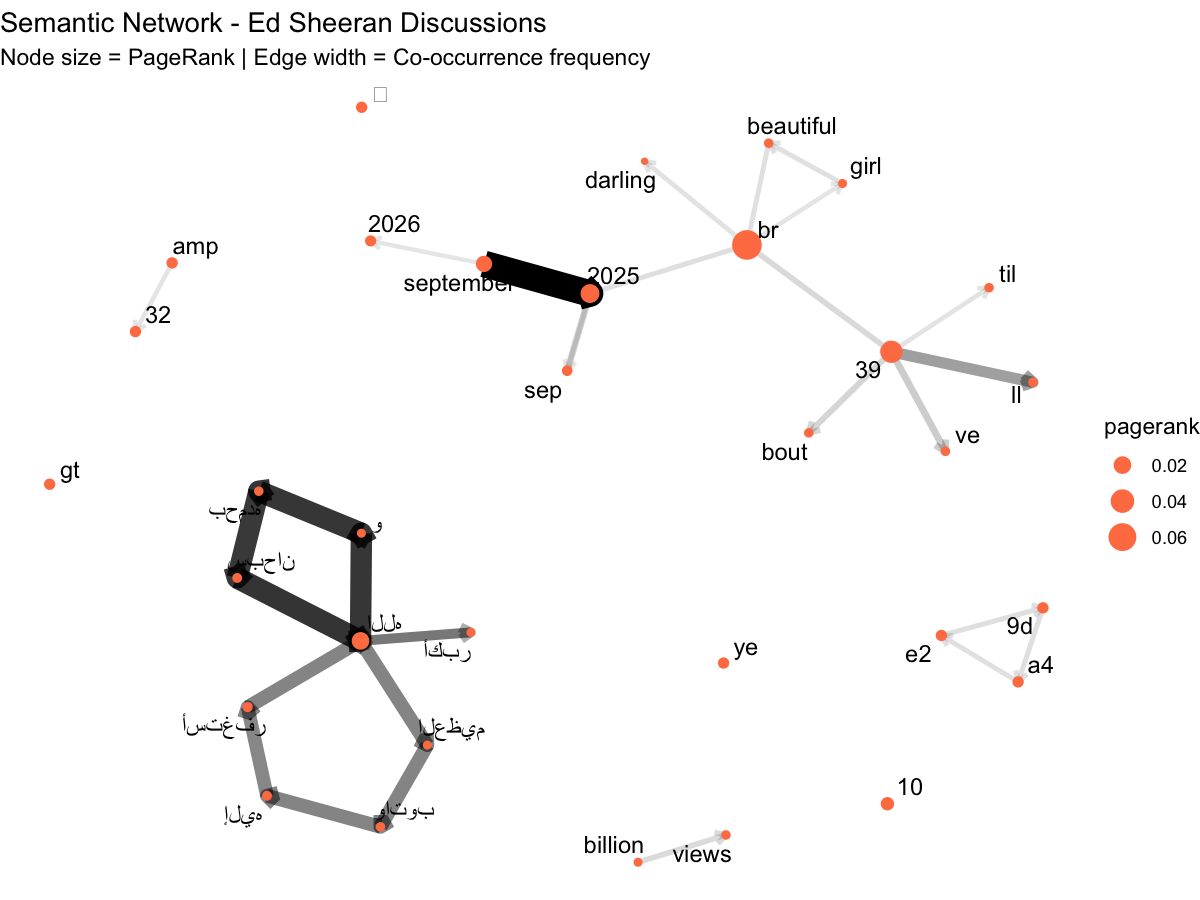 Semantic Network - Ed Sheeran Discussions
Node size = PageRank | Edge width = Co-occurrence frequency
beautiful
girl
darling
br
2026
amp
september
2025
til
32
39
sep
ll
bout
ve
pagerank
0.02
0.04
0.06
gt
بحمده
و
سبحان
الله
أكبر
أستغفر
العظيم
إليه
واتوب
ye
9d
e2
a4
10
billion
views